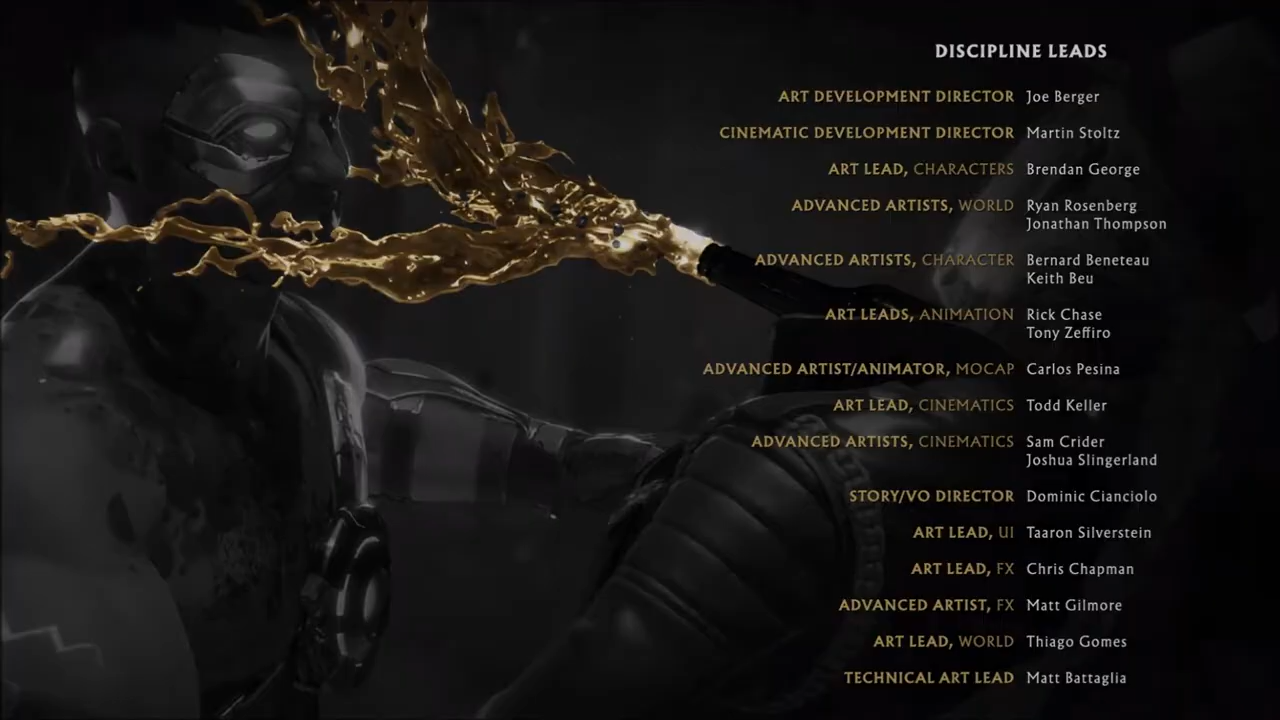 DISCIPLINE LEADS
ART DEVELOPMENT DIRECTOR Joe Berger
CINEMATIC DEVELOPMENT DIRECTOR Martin Stoltz
ART LEAD, CHARACTERS Brendan George
ADVANCED ARTISTS, WORLD Ryan Rosenberg
Jonathan Thompson
ADVANCED ARTISTS, CHARACTER Bernard Beneteau
Keith Beu
ART LEADS, ANIMATION Rick Chase
Tony Zeffiro
ADVANCED ARTIST/ANIMATOR, MOCAP Carlos Pesina
ART LEAD, CINEMATICS Todd Keller
ADVANCED ARTISTS, CINEMATICS Sam Crider
Joshua Slingerland
STORY/VO DIRECTOR Dominic Cianciolo
ART LEAD, UI Taaron Silverstein
ART LEAD, FX Chris Chapman
ADVANCED ARTIST, FX Matt Gilmore
ART LEAD, WORLD Thiago Gomes
TECHNICAL ART LEAD Matt Battaglia